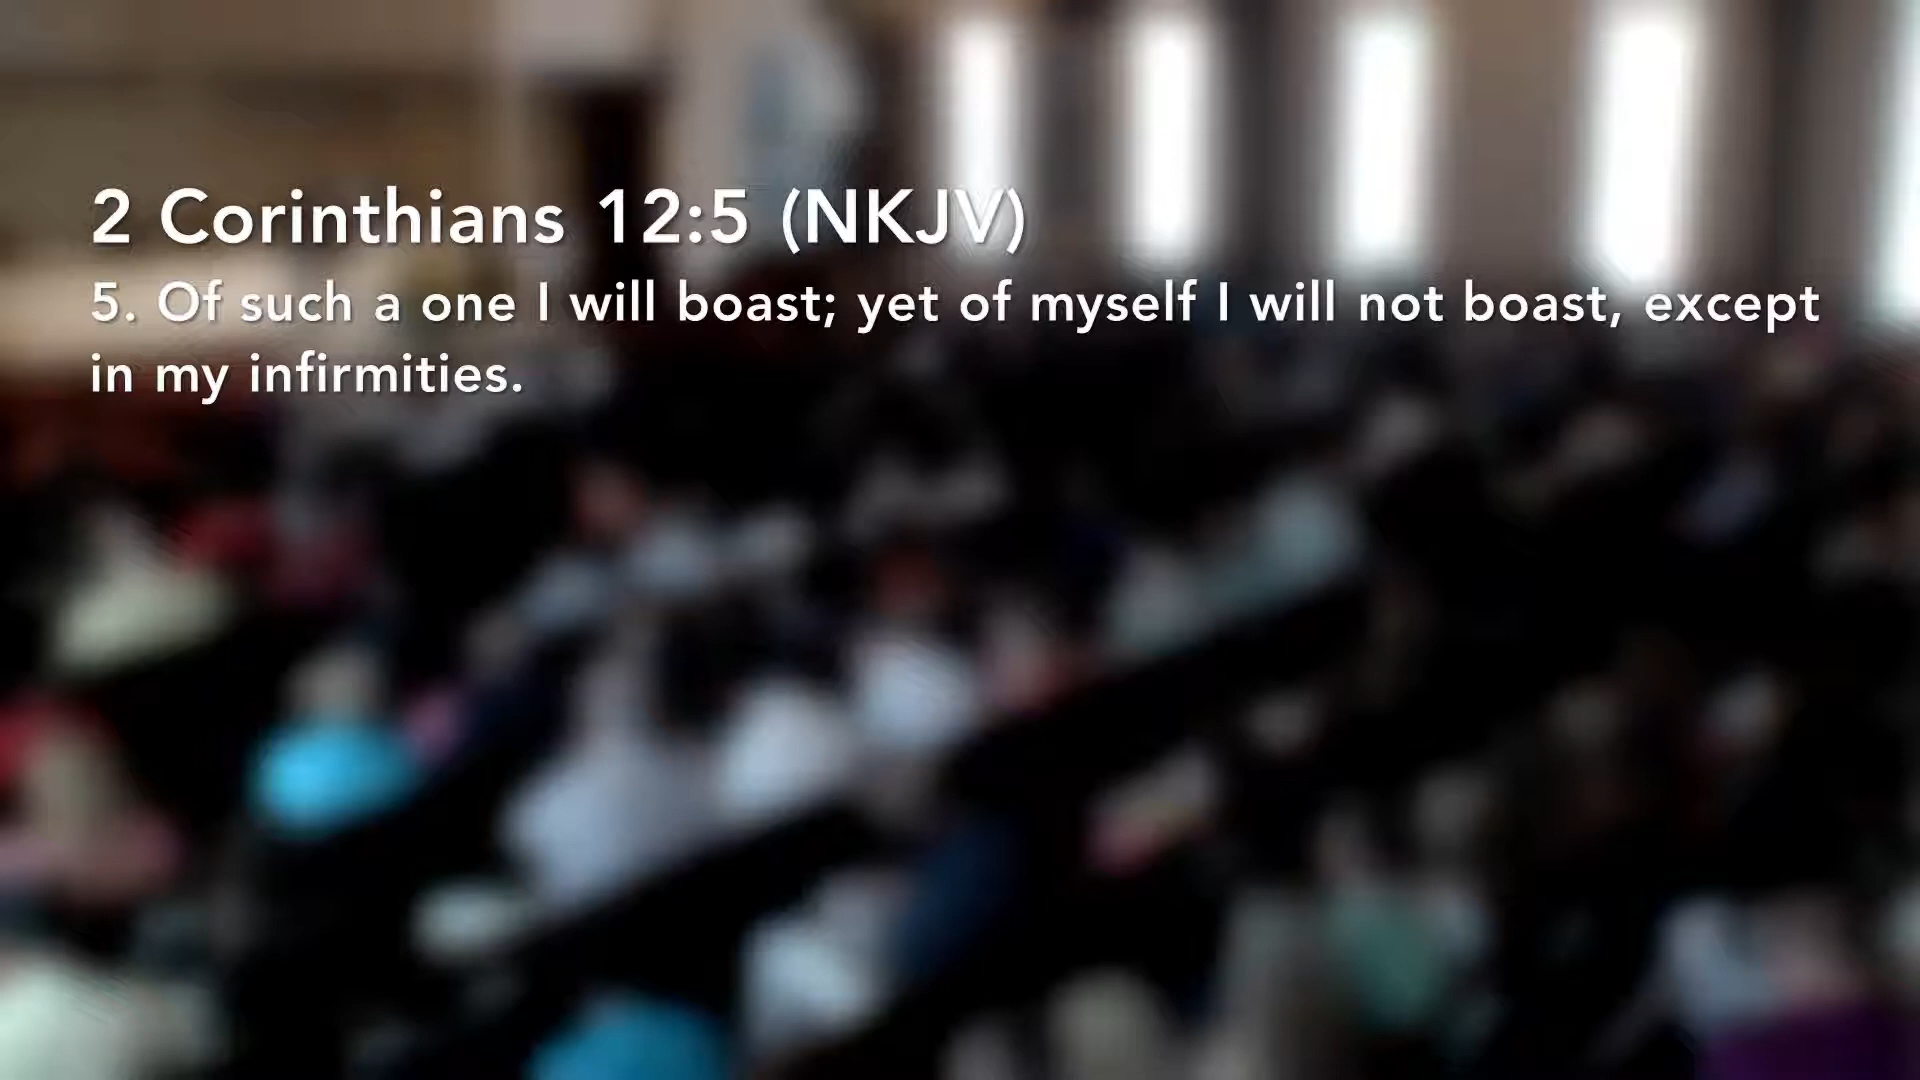 2 Corinthians 12:5 (NKJV)
5. Of such a one I will boast; yet of myself I will not boast, except
in my infirmities.